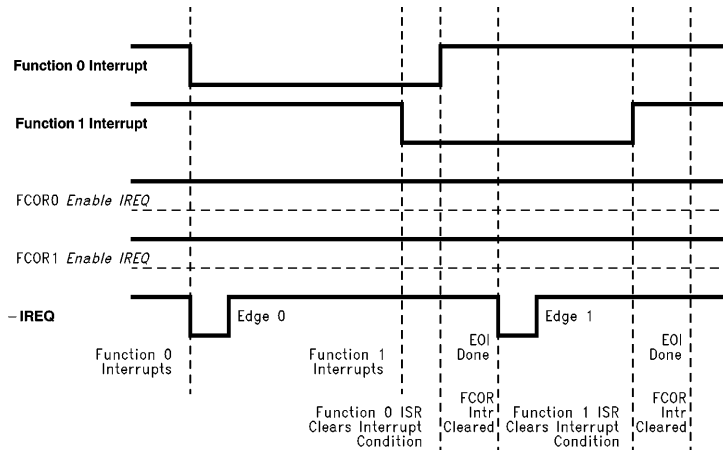 Function 0 Interrupt
Function 1 Interrupt
FCOR0 Enable IREQ
FCOR1 Enable IREQ
– IREQ
Edge 0
Edge 1
Function 0
Interrupts
Function 1
Interrupts
EOI
Done
EOI
Done
Function 0 ISR
Clears Interrupt
Condition
FCOR
Intr
Cleared
Function 1 ISR
Clears Interrupt
Condition
FCOR
Intr
Cleared